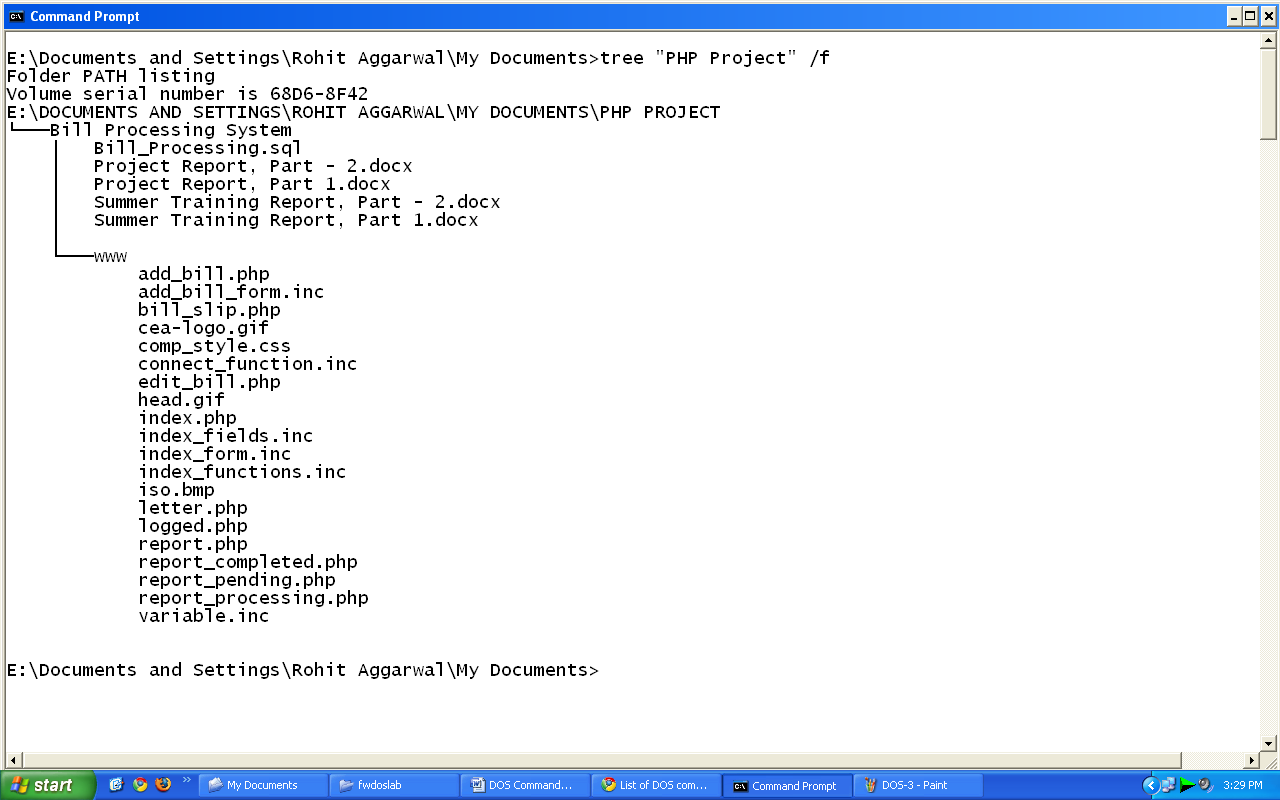 Command Prompt
E:\Documents and Settings\Rohit Aggarwal\My Documents>tree "PHP Project" /f
Folder PATH listing
Volume serial number is 68D6-8F42
E:\DOCUMENTS AND SETTINGS\ROHIT AGGARWAL\MY DOCUMENTS\PHP PROJECT
└───Bill Processing System
    │   Bill_Processing.sql
    │   Project Report, Part - 2.docx
    │   Project Report, Part 1.docx
    │   Summer Training Report, Part - 2.docx
    │   Summer Training Report, Part 1.docx
    │
    └───www
            add_bill.php
            add_bill_form.inc
            bill_slip.php
            cea-logo.gif
            comp_style.css
            connect_function.inc
            edit_bill.php
            head.gif
            index.php
            index_fields.inc
            index_form.inc
            index_functions.inc
            iso.bmp
            letter.php
            logged.php
            report.php
            report_completed.php
            report_pending.php
            report_processing.php
            variable.inc
E:\Documents and Settings\Rohit Aggarwal\My Documents>
start My Documents fwdoslab DOS Command... List of DOS com... Command Prompt DOS-3 - Paint 3:29 PM